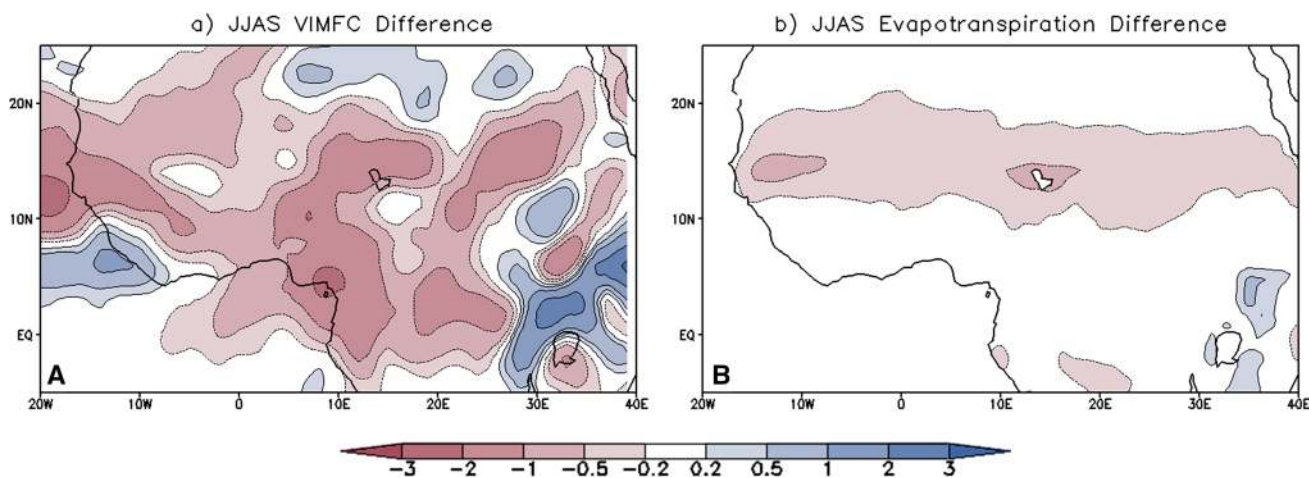 a) JJAS VIMFC Difference
b) JJAS Evapotranspiration Difference
20N
10N
EQ
A
20W 10W 0 10E 20E 30E 40E
20N
10N
EQ
B
20W 10W 0 10E 20E 30E 40E
-3 -2 -1 -0.5 -0.2 0.2 0.5 1 2 3